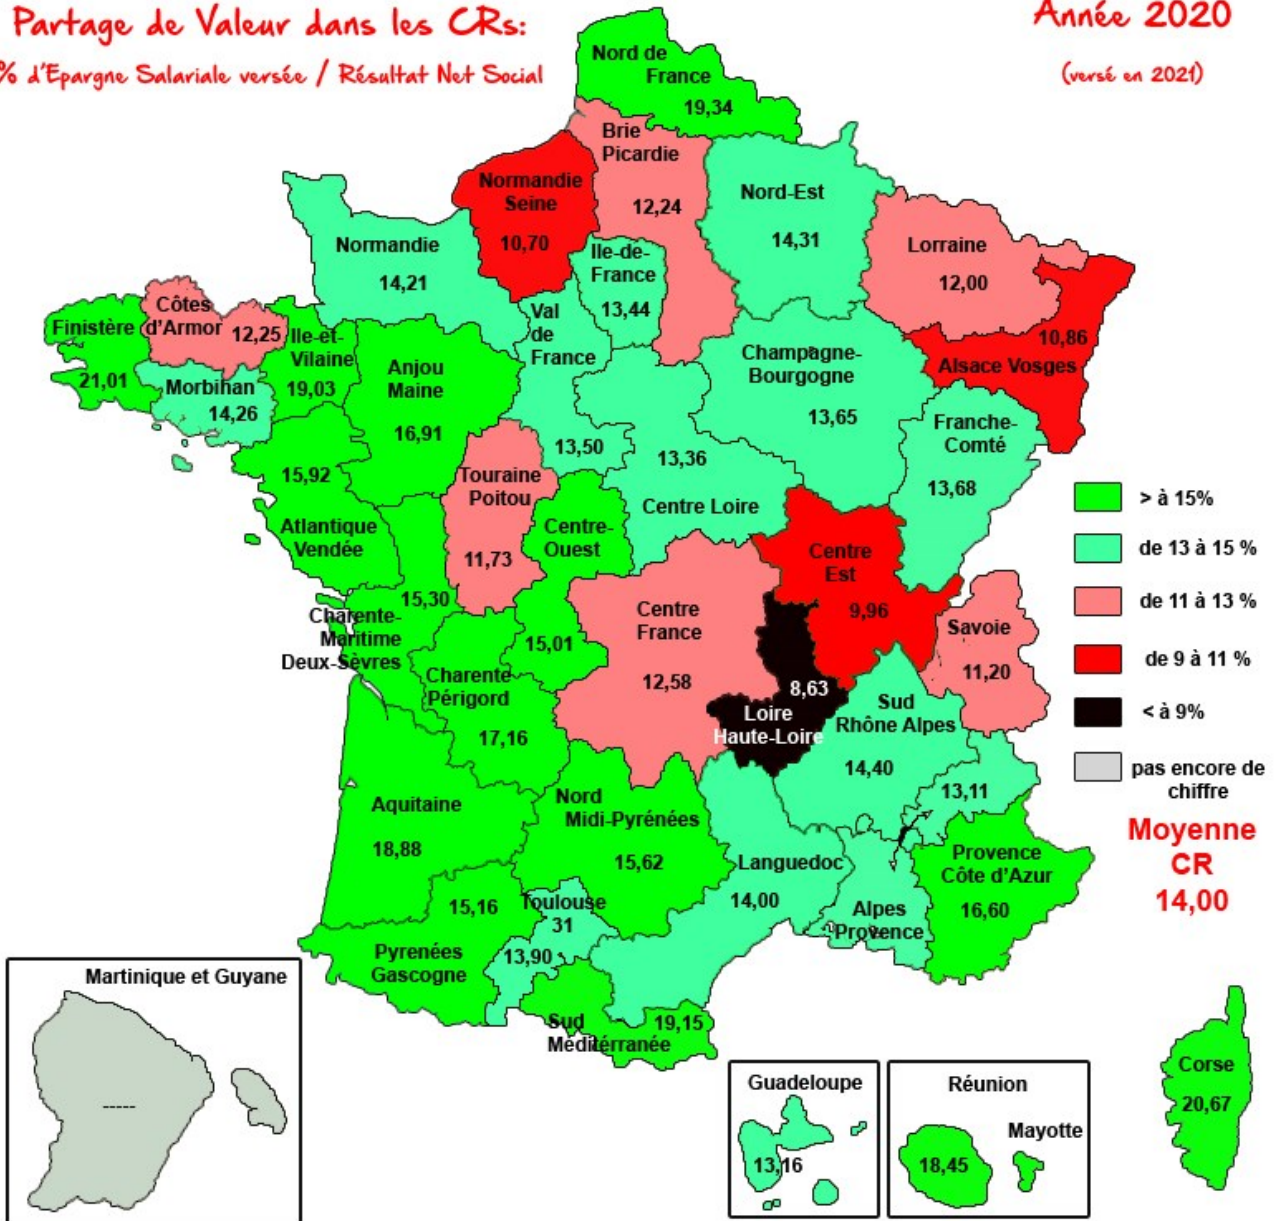 Partage de Valeur dans les CRs:
% d'Epargne Salariale versée / Résultat Net Social
Année 2020
(versé en 2021)
Nord de
France
19,34
Brie
Picardie
12,24
Normandie
Seine
10,70
Nord-Est
14,31
Lorraine
12,00
Normandie
14,21
Ile-de-
France
13,44
Finistère
21,01
Côtes
d'Armor
12,25
Ile-et-
Vilaine
19,03
Morbihan
14,26
Anjou
Maine
16,91
Val
de
France
13,50
Champagne-
Bourgogne
13,65
10,86
Alsace Vosges
Franche-
Comté
13,68
15,92
Atlantique
Vendée
Touraine
Poitou
11,73
Centre-
Ouest
15,01
13,36
Centre Loire
Centre
Est
9,96
15,30
Charente-
Maritime
Deux-Sèvres
Centre
France
12,58
Savoie
11,20
Charente
Périgord
17,16
8,63
Loire
Haute-Loire
Sud
Rhône Alpes
14,40
Aquitaine
18,88
Nord
Midi-Pyrénées
15,62
Languedoc
14,00
13,11
Alpes
Provence
Provence
Côte d'Azur
16,60
15,16
Pyrenées
Gascogne
Toulouse
31
13,90
Sud
Méditérranée
19,15
> à 15%
de 13 à 15 %
de 11 à 13 %
de 9 à 11 %
< à 9%
pas encore de
chiffre
Moyenne
CR
14,00
Martinique et Guyane
-----
Guadeloupe
13,16
Réunion
Mayotte
18,45
Corse
20,67